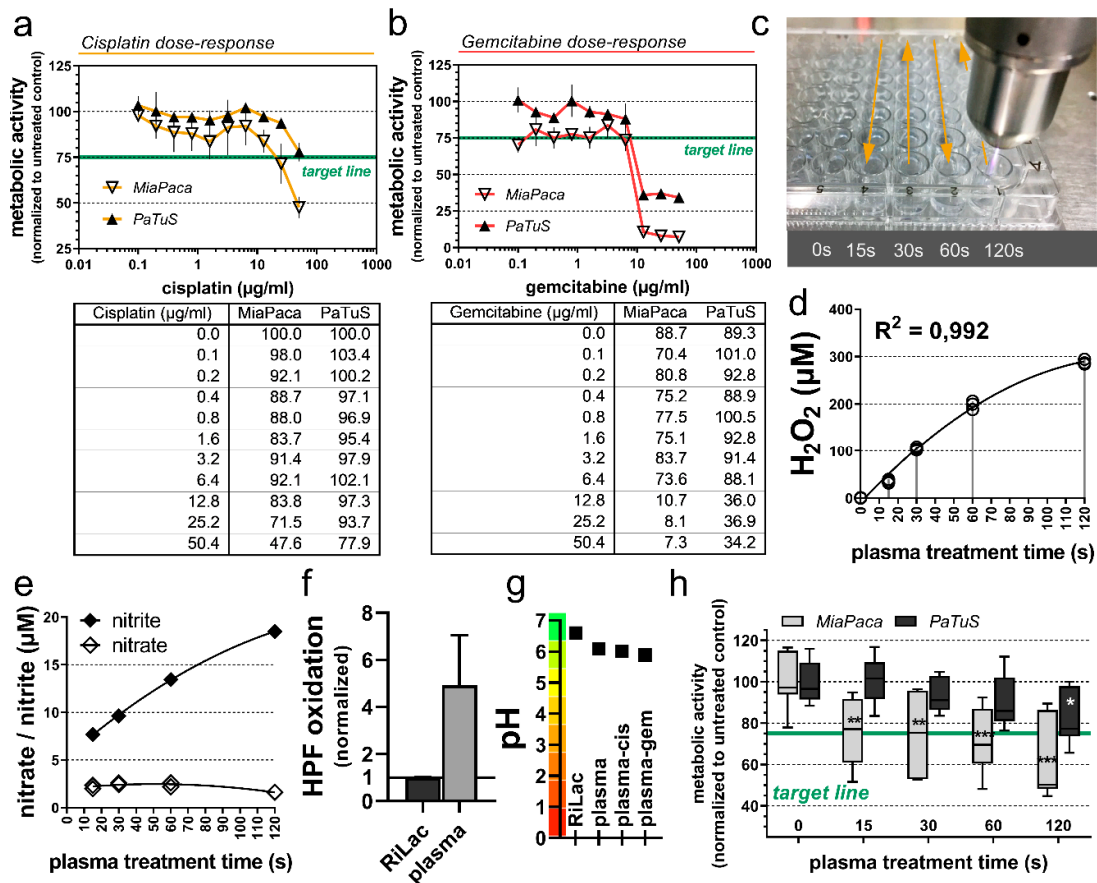 a
Cisplatin dose-response
metabolic activity
(normalized to untreated control)
125
100
75
50
25
target line
MiaPaca
PaTuS
0.01 0.1 1 10 100 1000
cisplatin (µg/ml)
Cisplatin (µg/ml) MiaPaca PaTuS
0.0 100.0 100.0
0.1 98.0 103.4
0.2 92.1 100.2
0.4 88.7 97.1
0.8 88.0 96.9
1.6 83.7 95.4
3.2 91.4 97.9
6.4 92.1 102.1
12.8 83.8 97.3
25.2 71.5 93.7
50.4 47.6 77.9
b
Gemcitabine dose-response
metabolic activity
(normalized to untreated control)
125
100
75
50
25
0
target line
MiaPaca
PaTuS
0.01 0.1 1 10 100 1000
gemcitabine (µg/ml)
Gemcitabine (µg/ml) MiaPaca PaTuS
0.0 88.7 89.3
0.1 70.4 101.0
0.2 80.8 92.8
0.4 75.2 88.9
0.8 77.5 100.5
1.6 75.1 92.8
3.2 83.7 91.4
6.4 73.6 88.1
12.8 10.7 36.0
25.2 8.1 36.9
50.4 7.3 34.2
c
A
5 4 3 2 1
0s 15s 30s 60s 120s
d
R² = 0,992
H₂O₂ (µM)
400
300
200
100
0
0 10 20 30 40 50 60 70 80 90 100 110 120
plasma treatment time (s)
e
nitrite
nitrate
nitrate / nitrite (µM)
20
15
10
5
0
0 10 20 30 40 50 60 70 80 90 100 110 120
plasma treatment time (s)
f
HPF oxidation
(normalized)
8
6
4
2
1
0
RiLac
plasma
g
pH
7
6
5
4
3
2
1
0
RiLac
plasma
plasma-cis
plasma-gem
h
MiaPaca PaTuS
metabolic activity
(normalized to untreated control)
120
100
80
60
40
** ** *** *** *
target line
0 15 30 60 120
plasma treatment time (s)